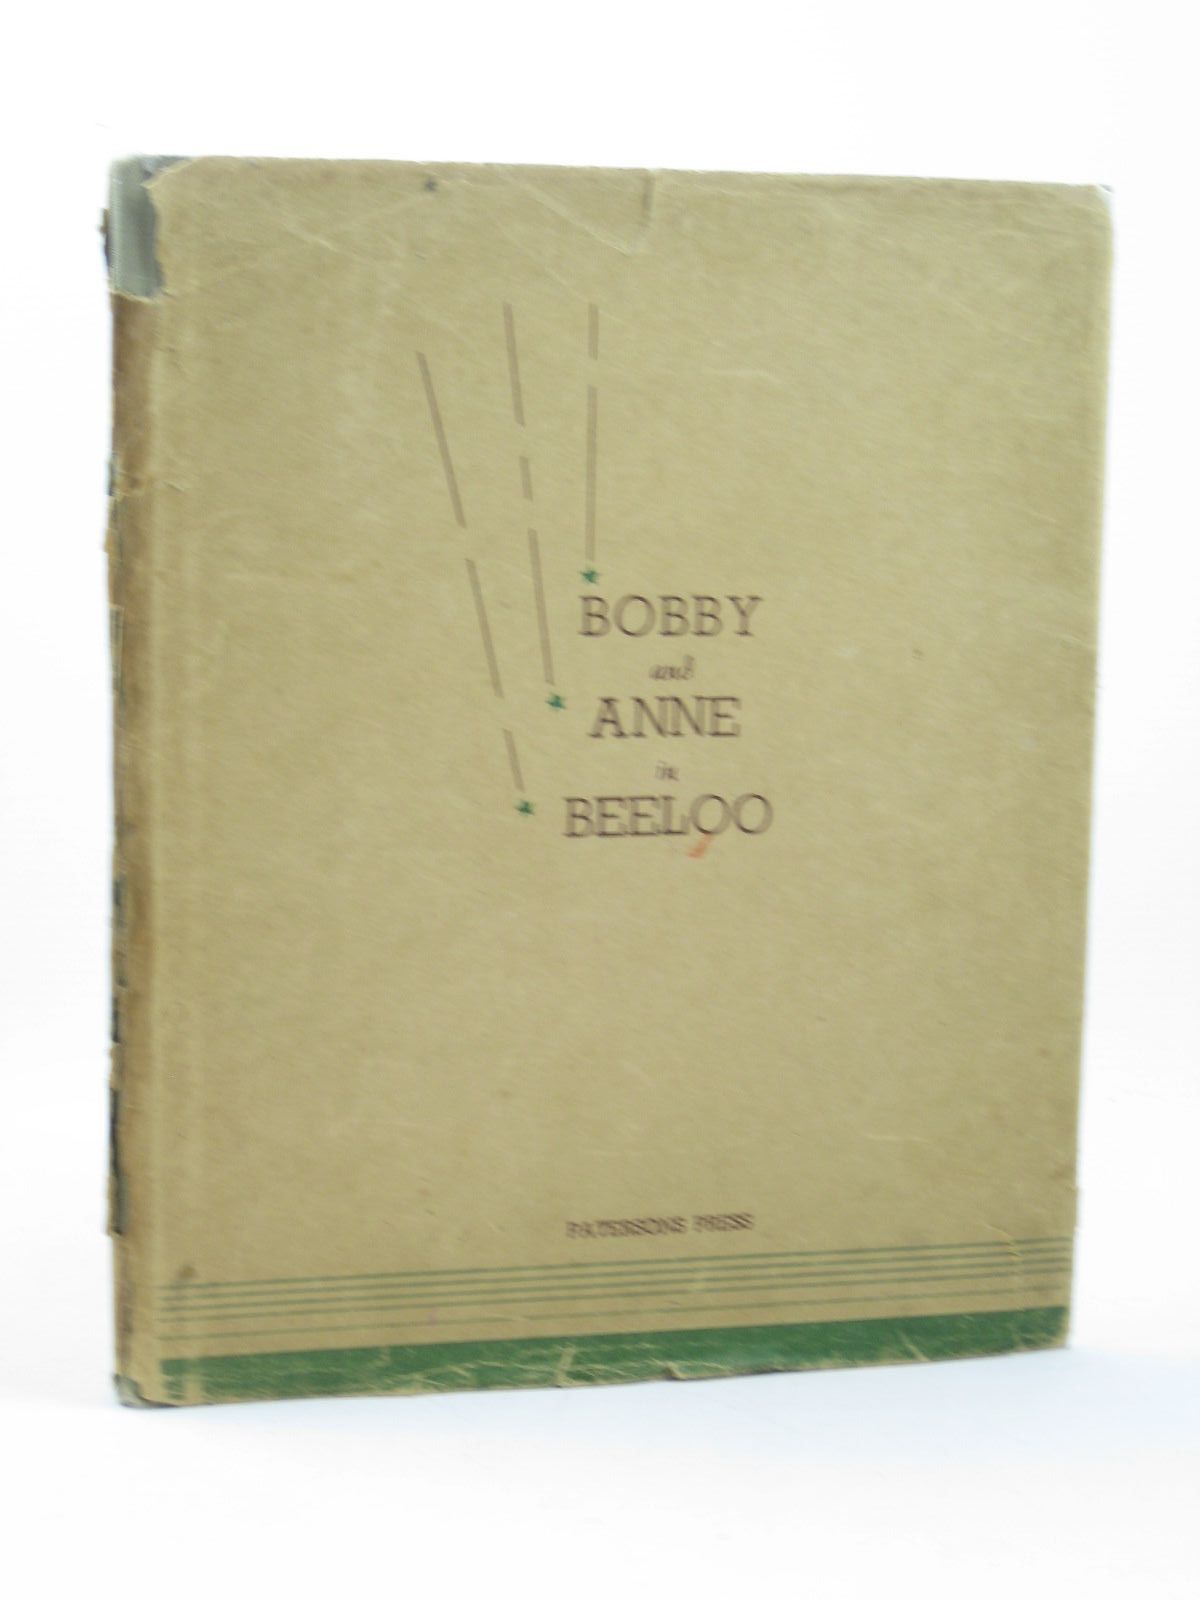 BOBBY
and
ANNE
in
BEELOO
PATERSONS PRESS